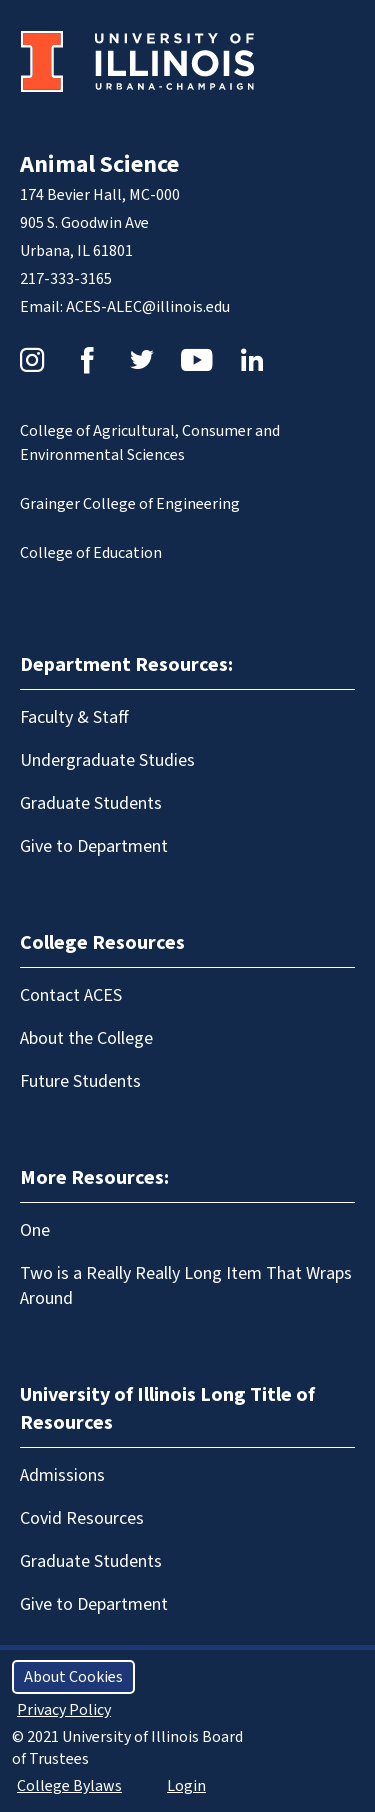 UNIVERSITY OF
ILLINOIS
URBANA-CHAMPAIGN
Animal Science
174 Bevier Hall, MC-000
905 S. Goodwin Ave
Urbana, IL 61801
217-333-3165
Email: ACES-ALEC@illinois.edu
College of Agricultural, Consumer and
Environmental Sciences
Grainger College of Engineering
College of Education
Department Resources:
Faculty & Staff
Undergraduate Studies
Graduate Students
Give to Department
College Resources
Contact ACES
About the College
Future Students
More Resources:
One
Two is a Really Really Long Item That Wraps
Around
University of Illinois Long Title of
Resources
Admissions
Covid Resources
Graduate Students
Give to Department
About Cookies
Privacy Policy
© 2021 University of Illinois Board
of Trustees
College Bylaws Login